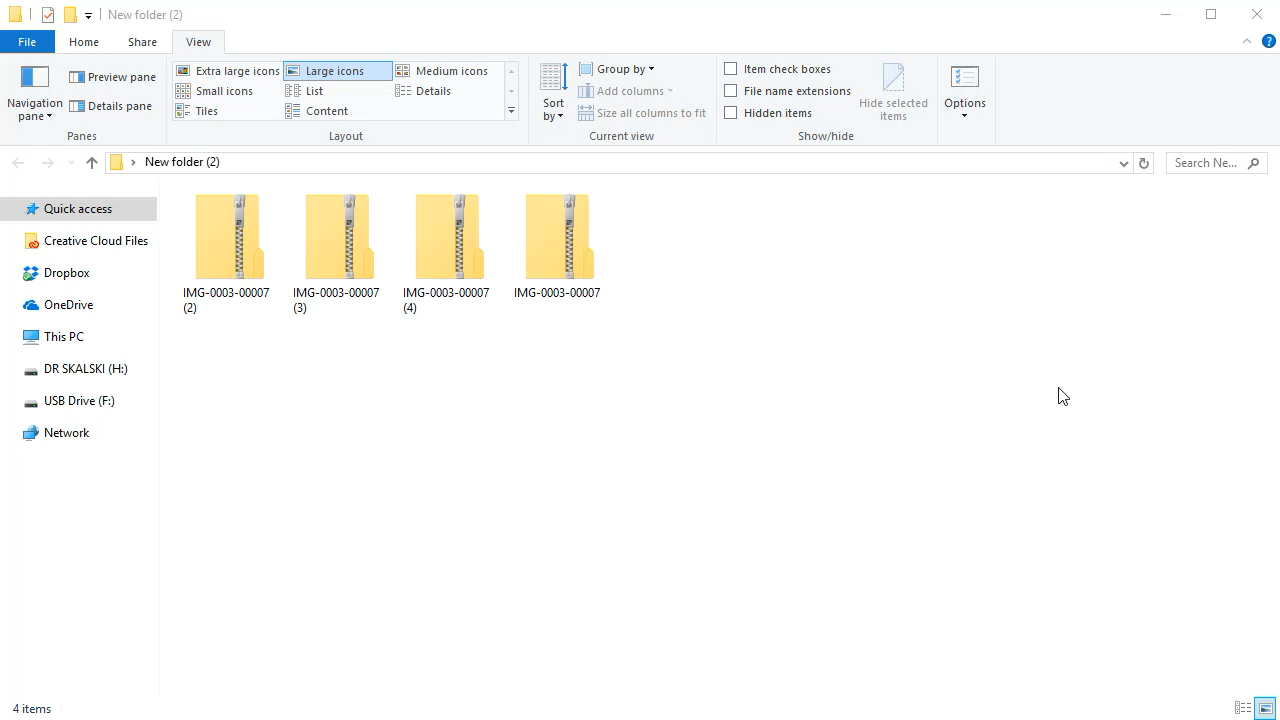 New folder (2)
File Home Share View
Navigation pane
Preview pane
Details pane
Panes
Extra large icons Large icons Medium icons
Small icons List Details
Tiles Content
Layout
Sort by
Group by
Add columns
Size all columns to fit
Current view
Item check boxes
File name extensions
Hidden items
Hide selected items
Show/hide
Options
New folder (2)
Search Ne...
Quick access
Creative Cloud Files
Dropbox
OneDrive
This PC
DR SKALSKI (H:)
USB Drive (F:)
Network
IMG-0003-00007 (2)
IMG-0003-00007 (3)
IMG-0003-00007 (4)
IMG-0003-00007
4 items